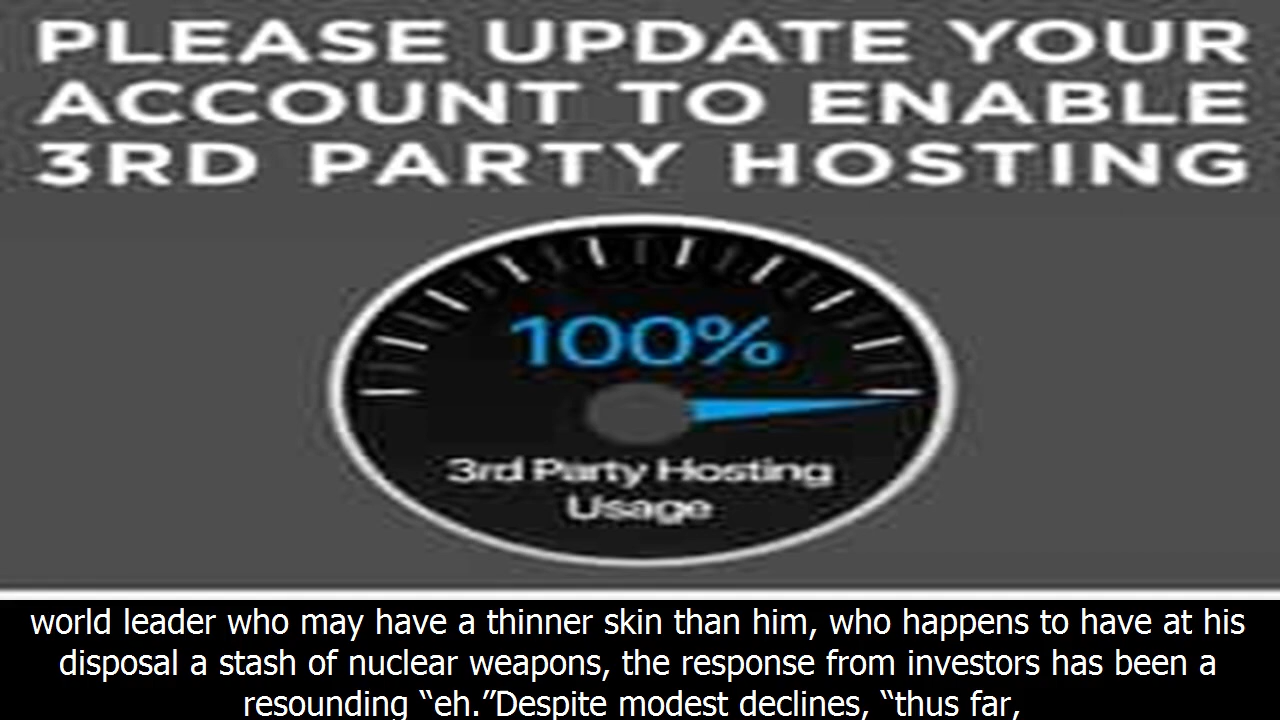 PLEASE UPDATE YOUR
ACCOUNT TO ENABLE
3RD PARTY HOSTING
100%
3rd Party Hosting
Usage
world leader who may have a thinner skin than him, who happens to have at his
disposal a stash of nuclear weapons, the response from investors has been a
resounding “eh.”Despite modest declines, “thus far,